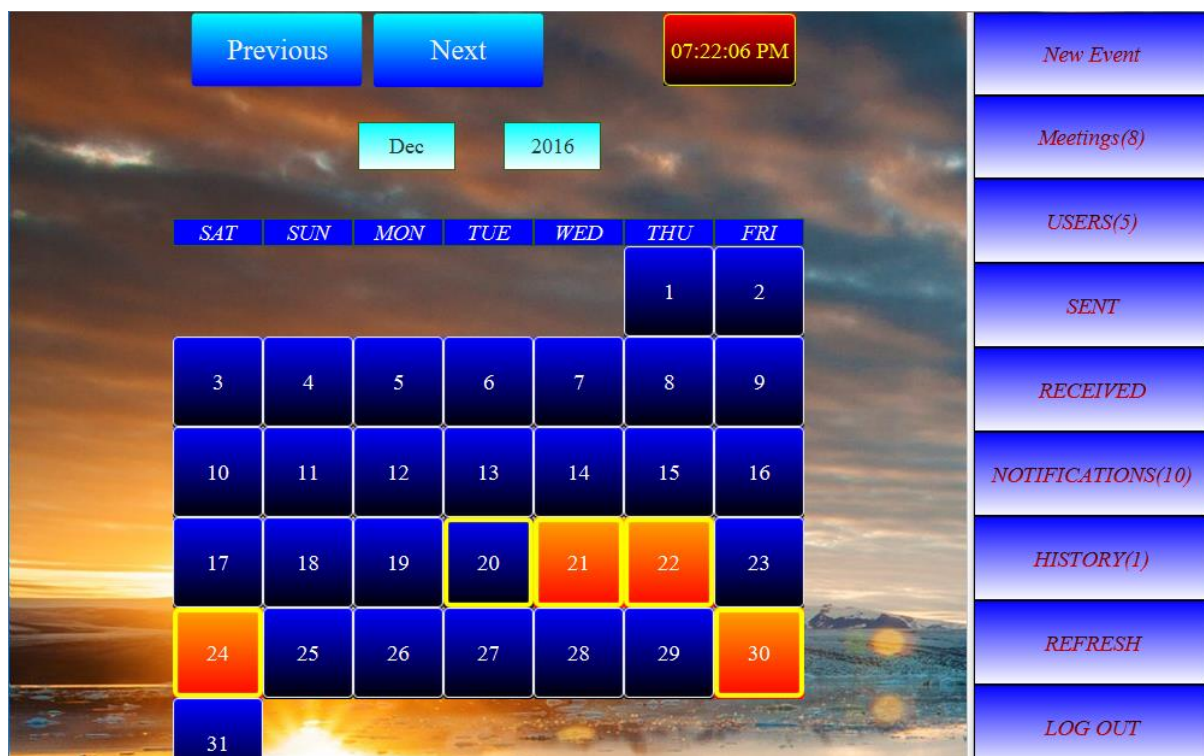 Previous Next 07:22:06 PM
Dec 2016
SAT SUN MON TUE WED THU FRI
1 2
3 4 5 6 7 8 9
10 11 12 13 14 15 16
17 18 19 20 21 22 23
24 25 26 27 28 29 30
31
New Event
Meetings(8)
USERS(5)
SENT
RECEIVED
NOTIFICATIONS(10)
HISTORY(1)
REFRESH
LOG OUT